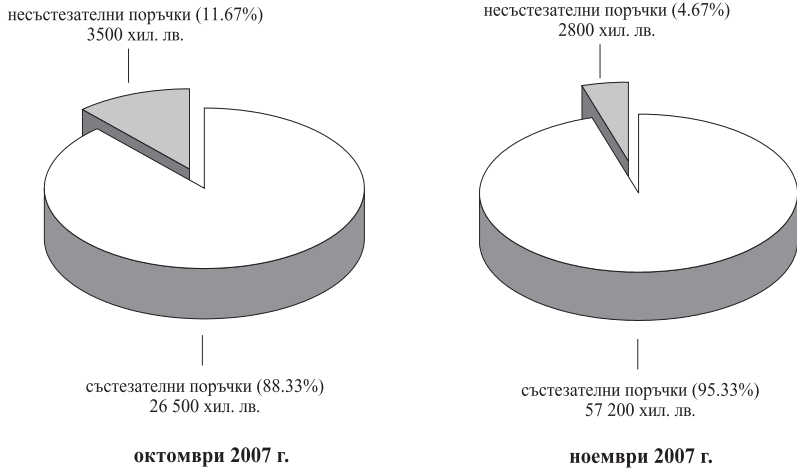 несъстезателни поръчки (11.67%)
3500 хил. лв.
състезателни поръчки (88.33%)
26 500 хил. лв.
октомври 2007 г.
несъстезателни поръчки (4.67%)
2800 хил. лв.
състезателни поръчки (95.33%)
57 200 хил. лв.
ноември 2007 г.